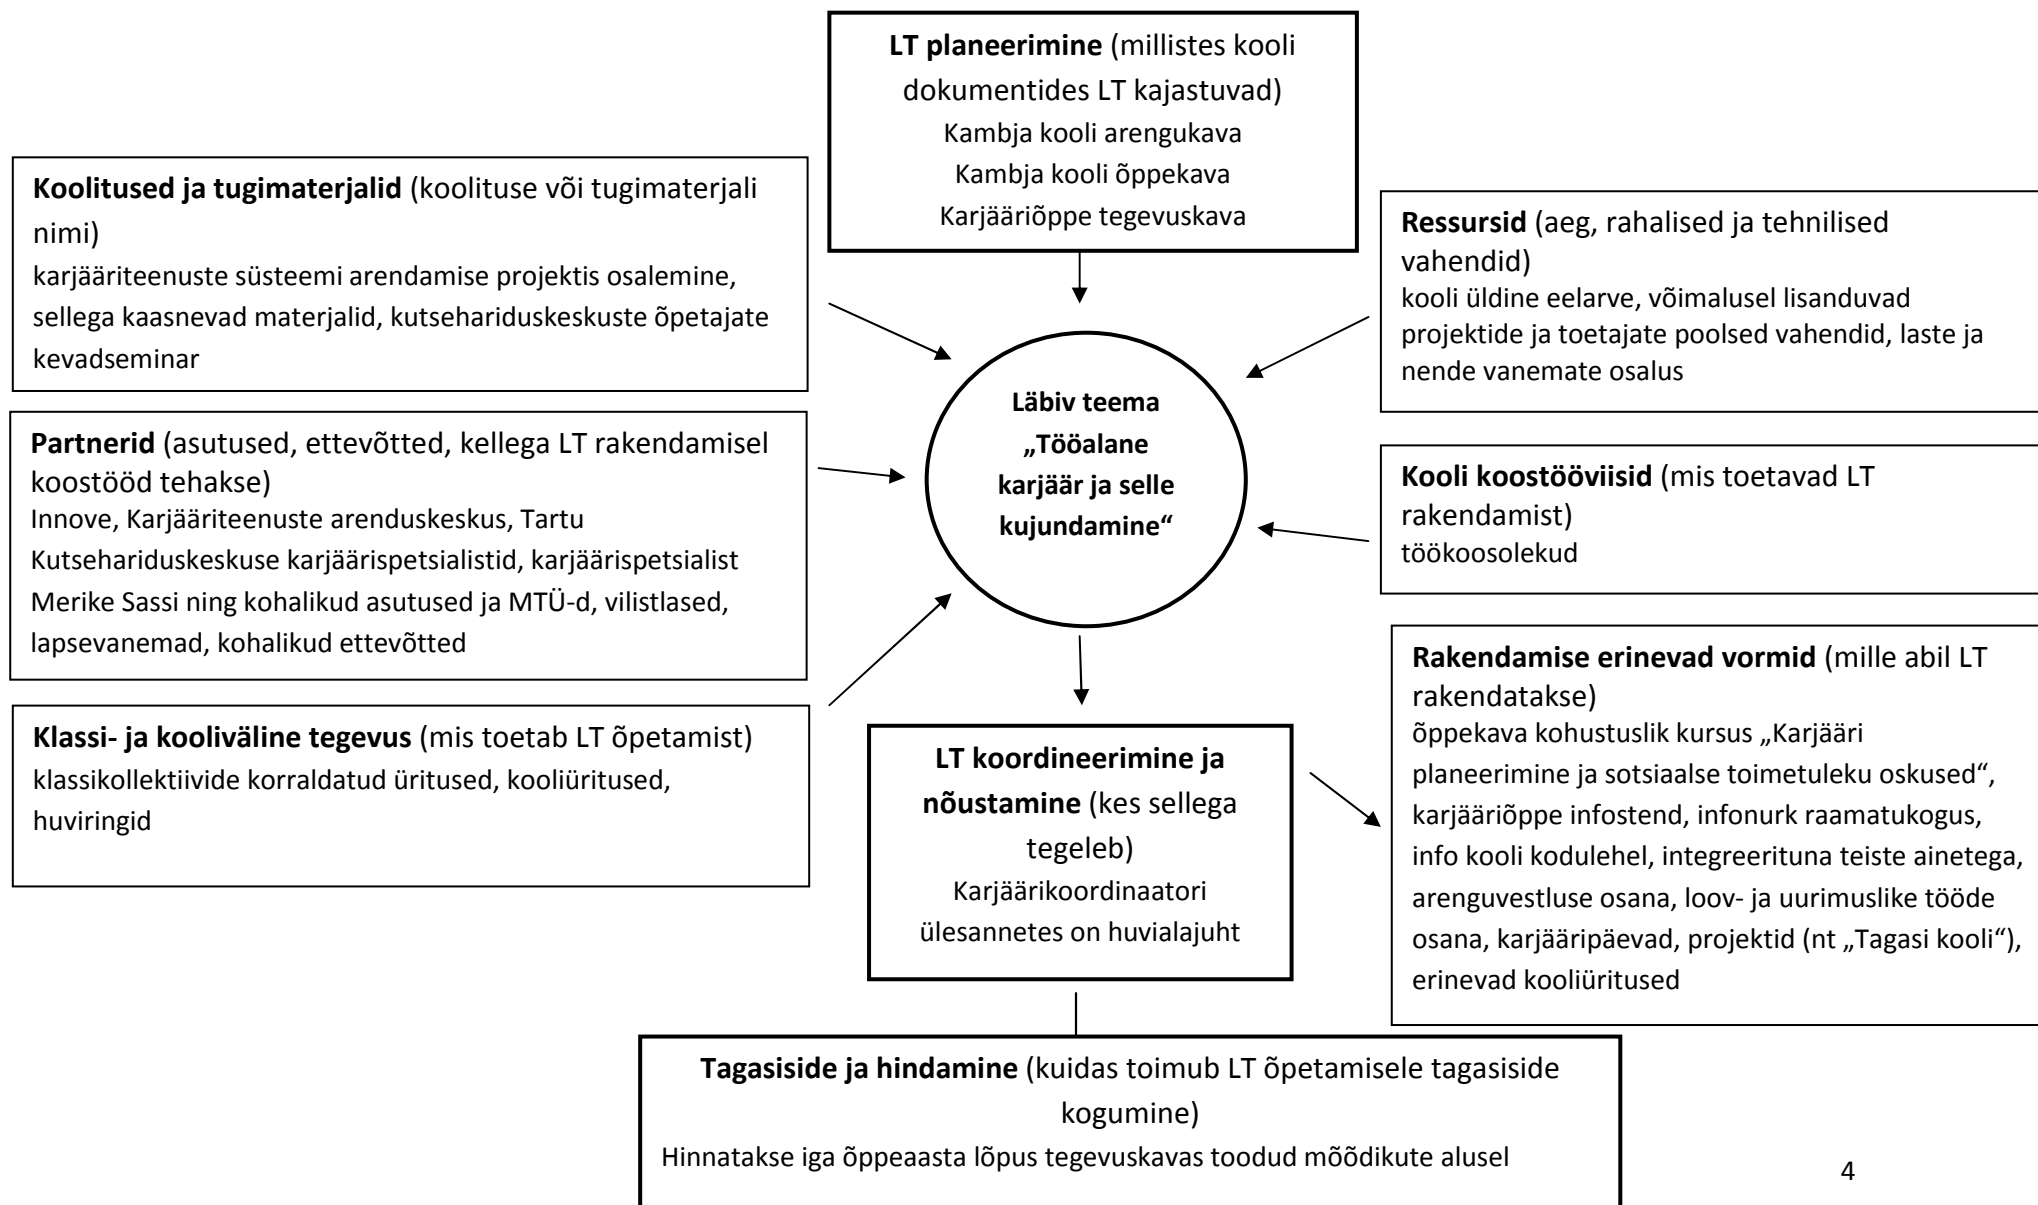 LT planeerimine (millistes kooli
dokumentides LT kajastuvad)
Kambja kooli arengukava
Kambja kooli õppekava
Karjääriõppe tegevuskava
Koolitused ja tugimaterjalid (koolituse või tugimaterjali
nimi)
karjääriteenuste süsteemi arendamise projektis osalemine,
sellega kaasnevad materjalid, kutsehariduskeskuste õpetajate
kevadseminar
Ressursid (aeg, rahalised ja tehnilised
vahendid)
kooli üldine eelarve, võimalusel lisanduvad
projektide ja toetajate poolsed vahendid, laste ja
nende vanemate osalus
Läbiv teema
„Tööalane
karjäär ja selle
kujundamine“
Partnerid (asutused, ettevõtted, kellega LT rakendamisel
koostööd tehakse)
Innove, Karjääriteenuste arenduskeskus, Tartu
Kutsehariduskeskuse karjäärispetsialistid, karjäärispetsialist
Merike Sassi ning kohalikud asutused ja MTÜ-d, vilistlased,
lapsevanemad, kohalikud ettevõtted
Kooli koostööviisid (mis toetavad LT
rakendamist)
töökoosolekud
Klassi- ja kooliväline tegevus (mis toetab LT õpetamist)
klassikollektiivide korraldatud üritused, kooliüritused,
huviringid
LT koordineerimine ja
nõustamine (kes sellega
tegeleb)
Karjäärikoordinaatori
ülesannetes on huvialajuht
Rakendamise erinevad vormid (mille abil LT
rakendatakse)
õppekava kohustuslik kursus „Karjääri
planeerimine ja sotsiaalse toimetuleku oskused“,
karjääriõppe infostend, infonurk raamatukogus,
info kooli kodulehel, integreerituna teiste ainetega,
arenguvestluse osana, loov- ja uurimuslike tööde
osana, karjääripäevad, projektid (nt „Tagasi kooli“),
erinevad kooliüritused
Tagasiside ja hindamine (kuidas toimub LT õpetamisele tagasiside
kogumine)
Hinnatakse iga õppeaasta lõpus tegevuskavas toodud mõõdikute alusel
4